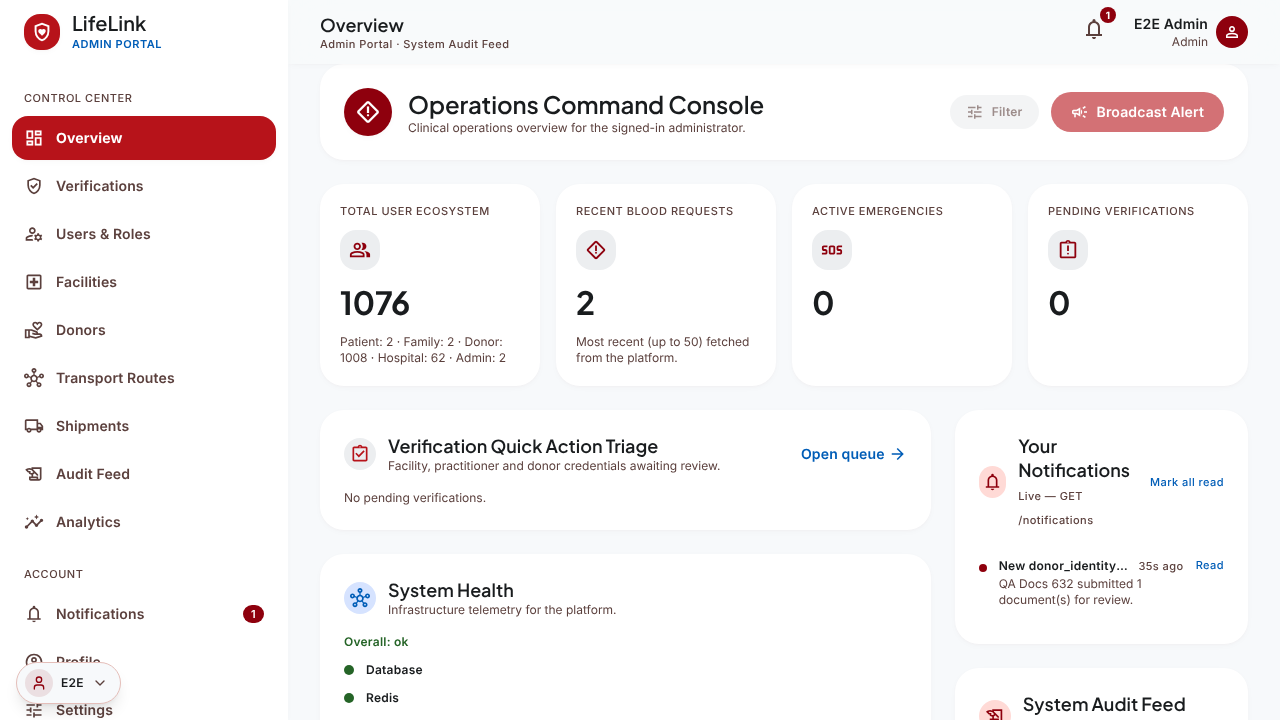 LifeLink
ADMIN PORTAL
CONTROL CENTER
Overview
Verifications
Users & Roles
Facilities
Donors
Transport Routes
Shipments
Audit Feed
Analytics
ACCOUNT
Notifications
1
Profile
E2E
Settings
Overview
Admin Portal · System Audit Feed
1
E2E Admin
Admin
Operations Command Console
Clinical operations overview for the signed-in administrator.
Filter
Broadcast Alert
TOTAL USER ECOSYSTEM
1076
Patient: 2 · Family: 2 · Donor:
1008 · Hospital: 62 · Admin: 2
RECENT BLOOD REQUESTS
2
Most recent (up to 50) fetched
from the platform.
ACTIVE EMERGENCIES
SOS
0
PENDING VERIFICATIONS
0
Verification Quick Action Triage
Facility, practitioner and donor credentials awaiting review.
Open queue
No pending verifications.
System Health
Infrastructure telemetry for the platform.
Overall: ok
Database
Redis
Your
Notifications
Live — GET
/notifications
Mark all read
New donor_identity… 35s ago Read
QA Docs 632 submitted 1
document(s) for review.
System Audit Feed